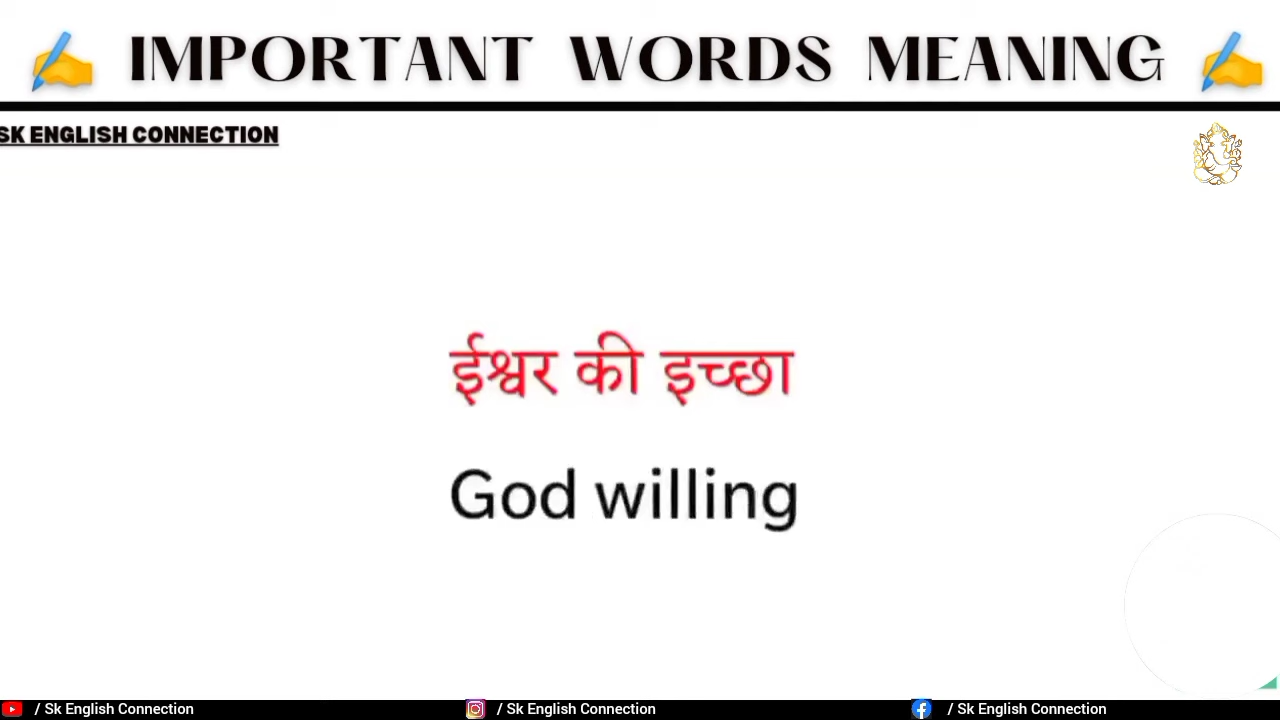 IMPORTANT WORDS MEANING
SK ENGLISH CONNECTION
ईश्वर की इच्छा
God willing
/ Sk English Connection
/ Sk English Connection
/ Sk English Connection